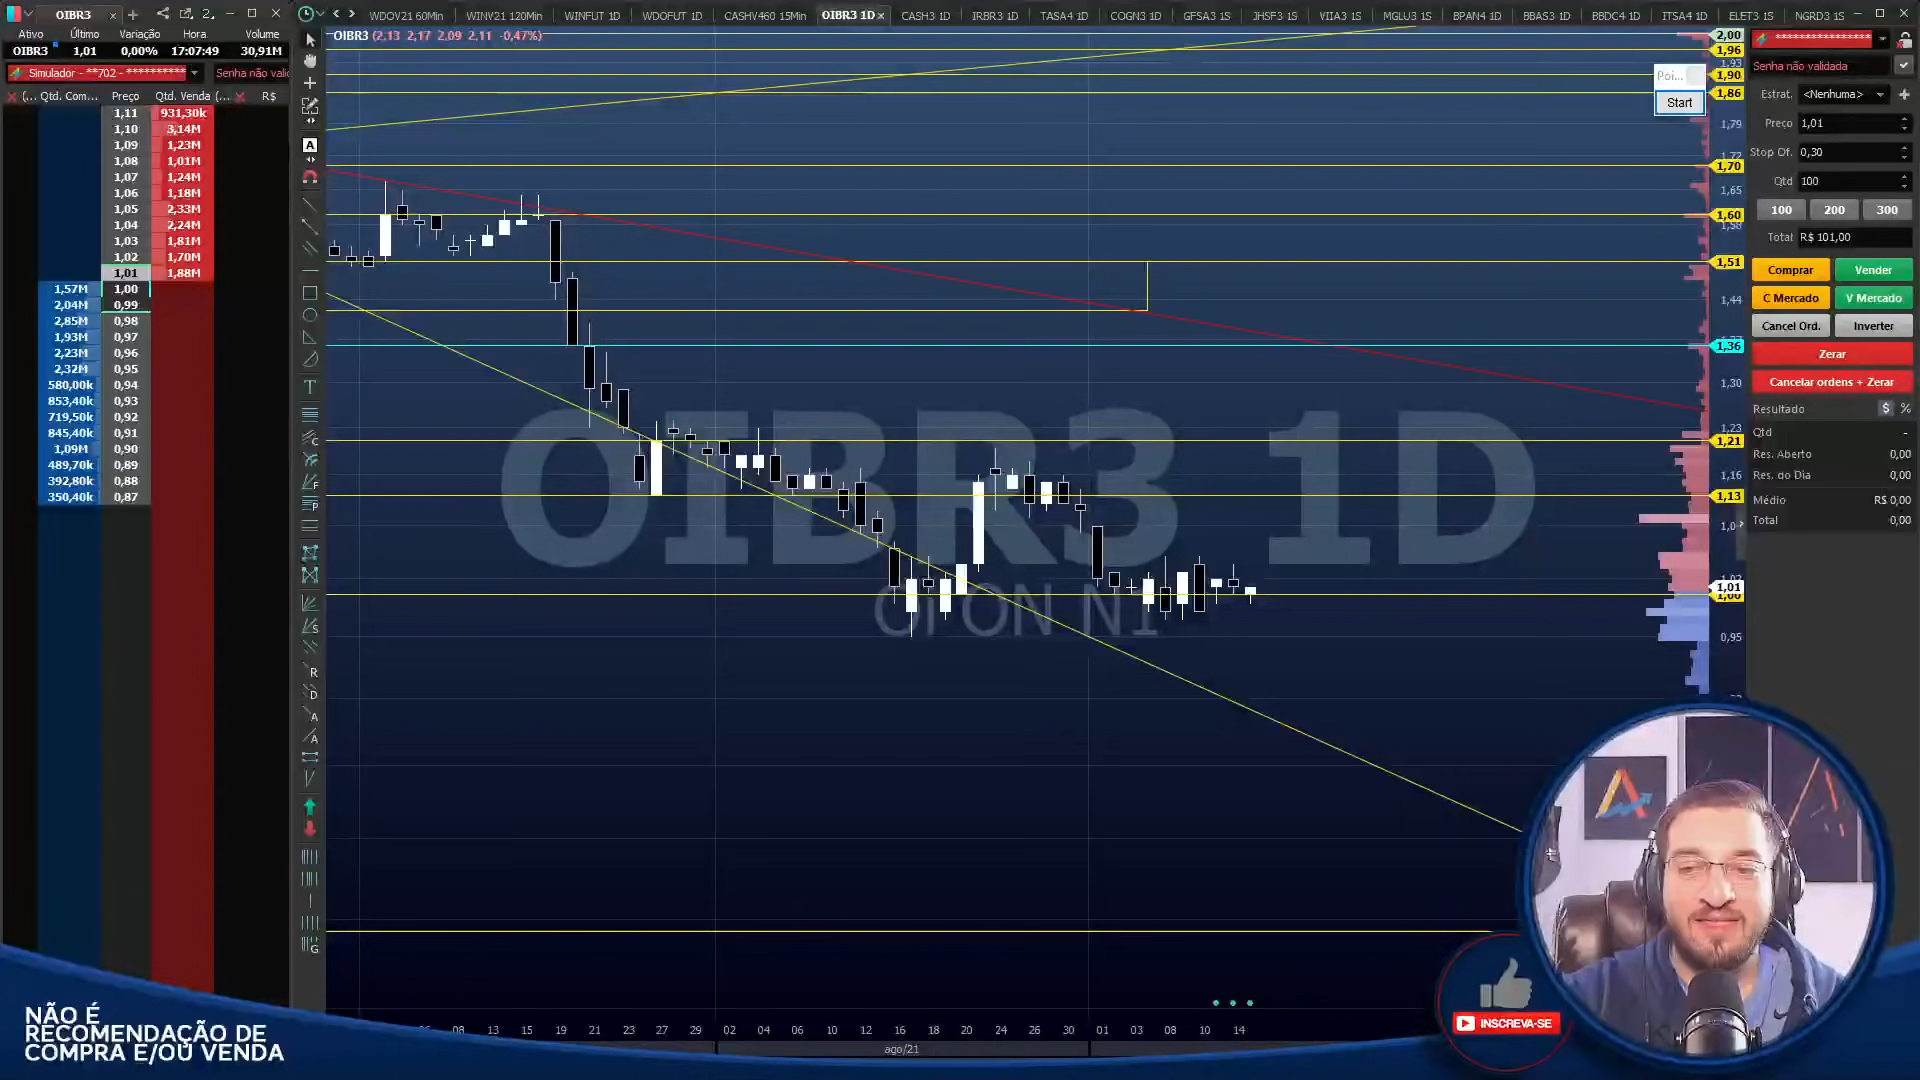 OIBR3
Ativo Último Variação Hora Volume
OIBR3 1,01 0,00% 17:07:49 30,91M
Simulador - **702 - ********** Senha não valid
(... Qtd. Com... Preço Qtd. Venda (... R$
1,11 931,30k
1,10 3,14M
1,09 1,23M
1,08 1,01M
1,07 1,24M
1,06 1,18M
1,05 2,33M
1,04 2,24M
1,03 1,81M
1,02 1,70M
1,01 1,88M
1,57M 1,00
2,04M 0,99
2,85M 0,98
1,93M 0,97
2,23M 0,96
2,32M 0,95
580,00k 0,94
853,40k 0,93
719,50k 0,92
845,40k 0,91
1,09M 0,90
489,70k 0,89
392,80k 0,88
350,40k 0,87
WDOV21 60Min WINV21 120Min WINFUT 1D WDOFUT 1D CASHV460 15Min OIBR3 1D CASH3 1D IRBR3 1D TASA4 1D COGN3 1D GFSA3 1S JHSF3 1S VIIA3 1S MGLU3 1S BPAN4 1D BBAS3 1D BBDC4 1D ITSA4 1D ELET3 1S NGRD3 1S
OIBR3 (2,13 2,17 2,09 2,11 -0,47%)
OIBR3 1D
Oi ON N1
Poi...
Start
2,00
1,96
1,93
1,90
1,86
1,79
1,72
1,70
1,65
1,60
1,58
1,51
1,44
1,36
1,30
1,23
1,21
1,16
1,13
1,02
1,01
1,00
0,95
08 13 15 19 21 23 27 29 02 04 06 10 12 16 18 20 24 26 30 01 03 08 10 14
ago/21
Senha não validada
Estrat. <Nenhuma>
Preço 1,01
Stop Of. 0,30
Qtd 100
100 200 300
Total R$ 101,00
Comprar Vender
C Mercado V Mercado
Cancel Ord. Inverter
Zerar
Cancelar ordens + Zerar
Resultado $ %
Qtd -
Res. Aberto 0,00
Res. do Dia 0,00
Médio R$ 0,00
Total 0,00
NÃO É
RECOMENDAÇÃO DE
COMPRA E/OU VENDA
INSCREVA-SE